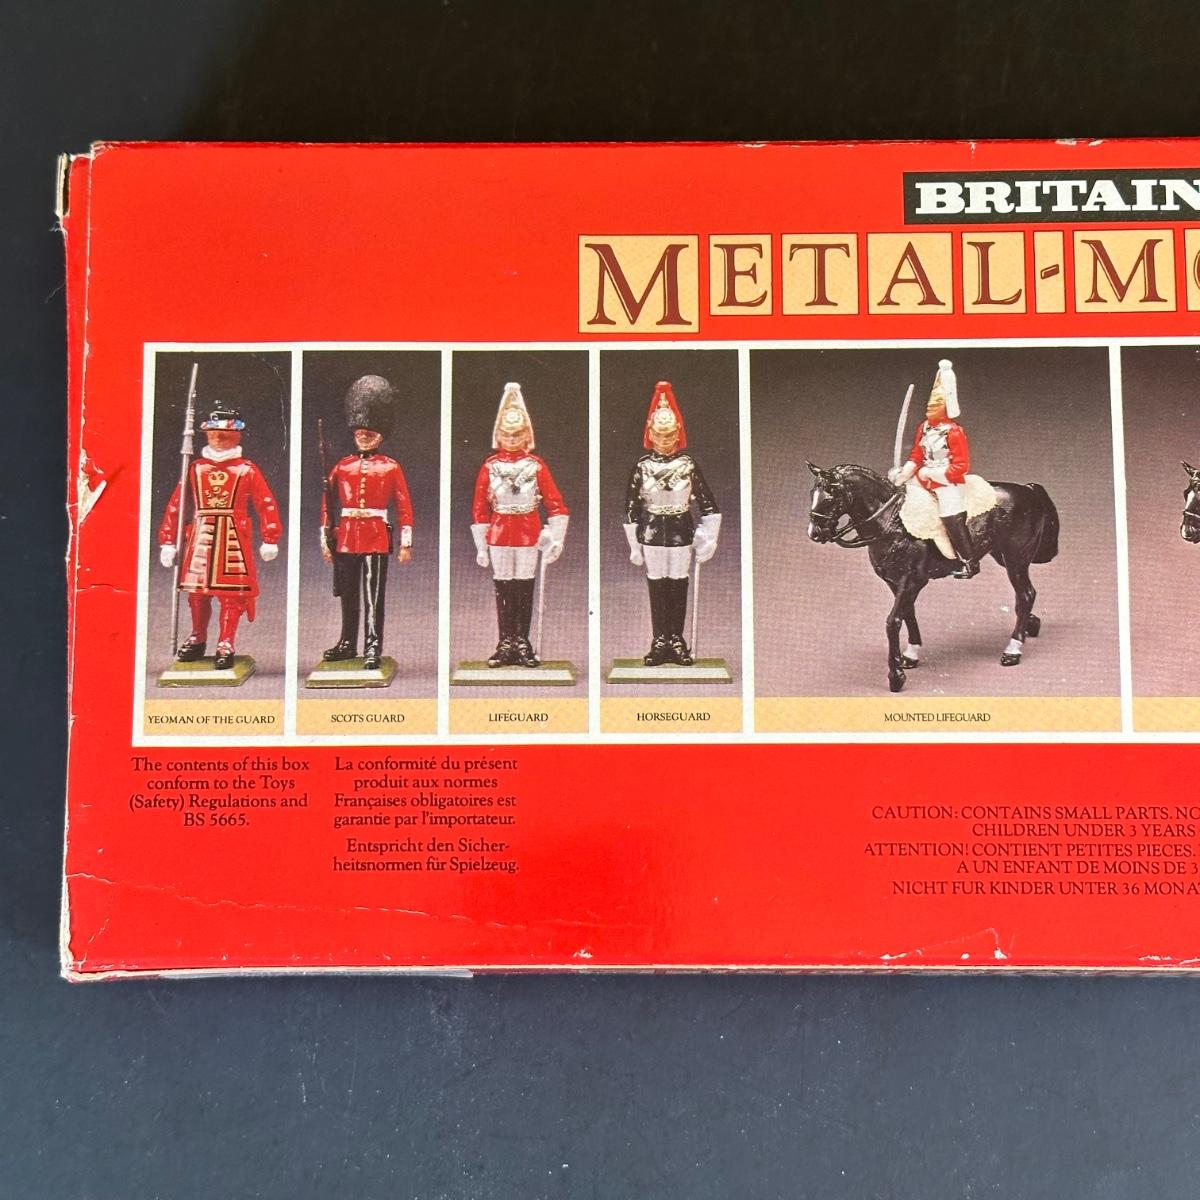 BRITAIN
METAL-M
YEOMAN OF THE GUARD
SCOTS GUARD
LIFEGUARD
HORSEGUARD
MOUNTED LIFEGUARD
The contents of this box
conform to the Toys
(Safety) Regulations and
BS 5665.
La conformité du présent
produit aux normes
Françaises obligatoires est
garantie par l'importateur.
Entspricht den Sicher-
heitsnormen für Spielzeug.
CAUTION: CONTAINS SMALL PARTS. NO
CHILDREN UNDER 3 YEARS
ATTENTION! CONTIENT PETITES PIECES.
A UN ENFANT DE MOINS DE 3
NICHT FUR KINDER UNTER 36 MONA